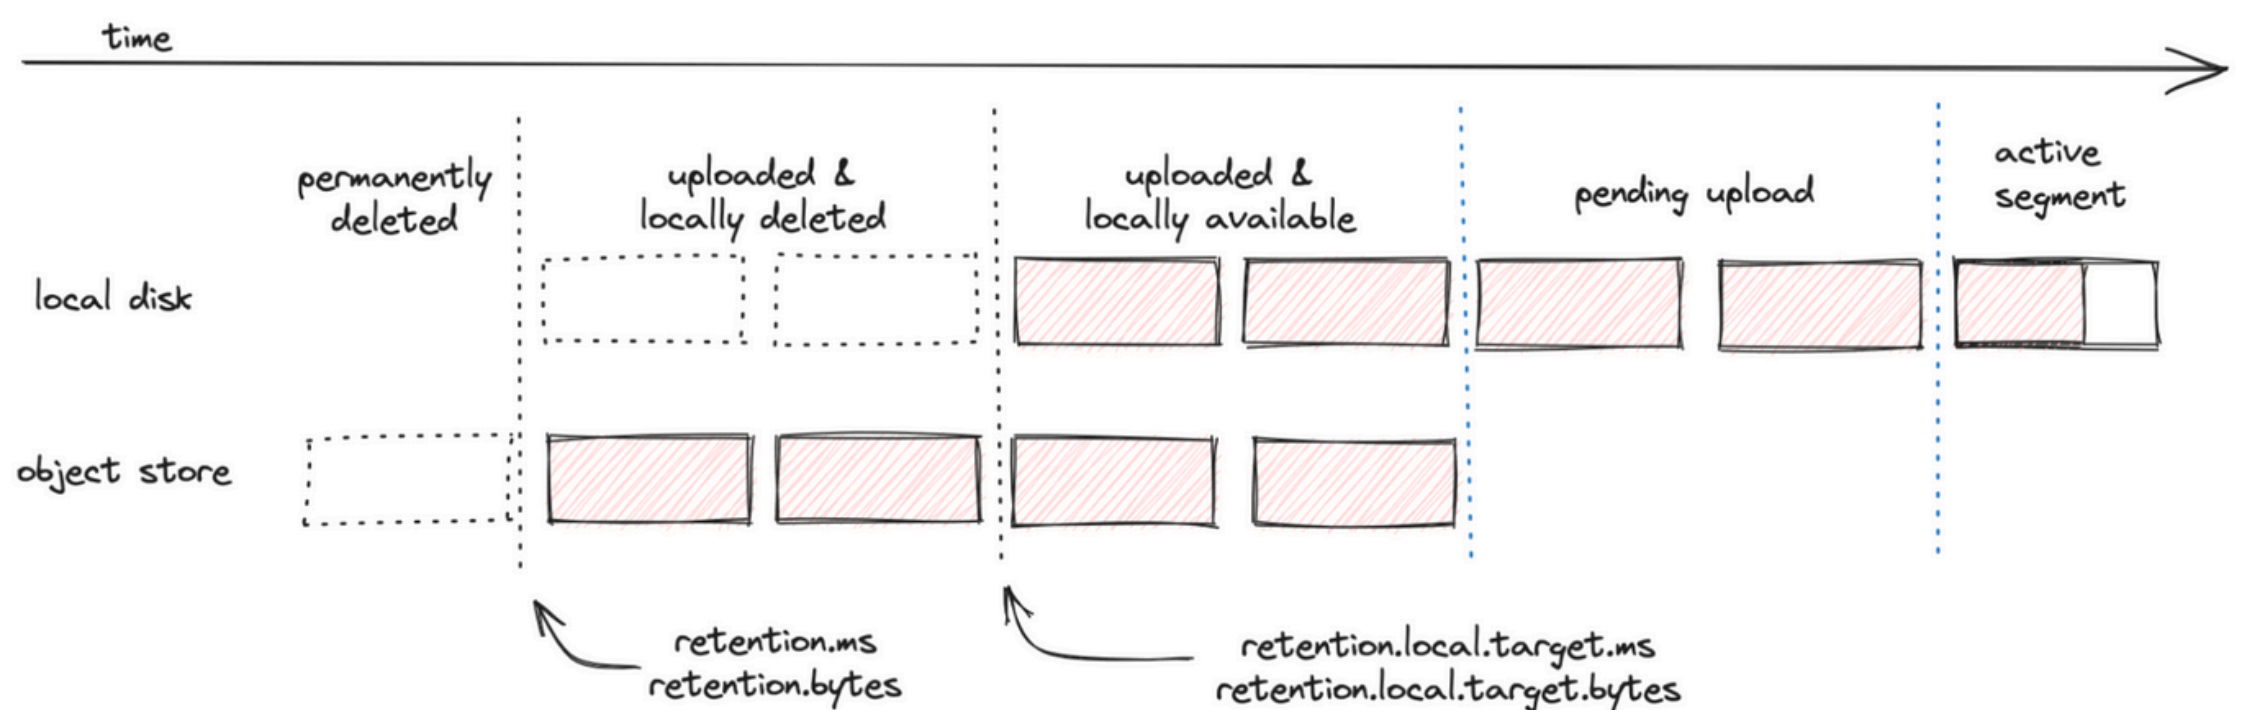 time
permanently
deleted
uploaded &
locally deleted
uploaded &
locally available
pending upload
active
segment
local disk
object store
retention.ms
retention.bytes
retention.local.target.ms
retention.local.target.bytes